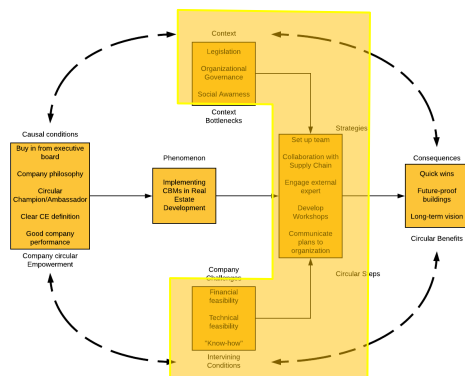 Context
Legislation
Organizational
Governance
Social Awarness
Context
Bottlenecks
Causal conditions
Buy in from executive
board
Company philosophy
Circular
Champion/Ambassador
Clear CE definition
Good company
performance
Company circular
Empowerment
Phenomenon
Implementing
CBMs in Real
Estate
Development
Strategies
Set up team
Collaboration with
Supply Chain
Engage external
expert
Develop
Workshops
Communicate
plans to
organization
Circular Steps
Consequences
Quick wins
Future-proof
buildings
Long-term vision
Circular Benefits
Company
Challenges
Financial
feasibility
Technical
feasibility
"Know-how"
Intervening
Conditions